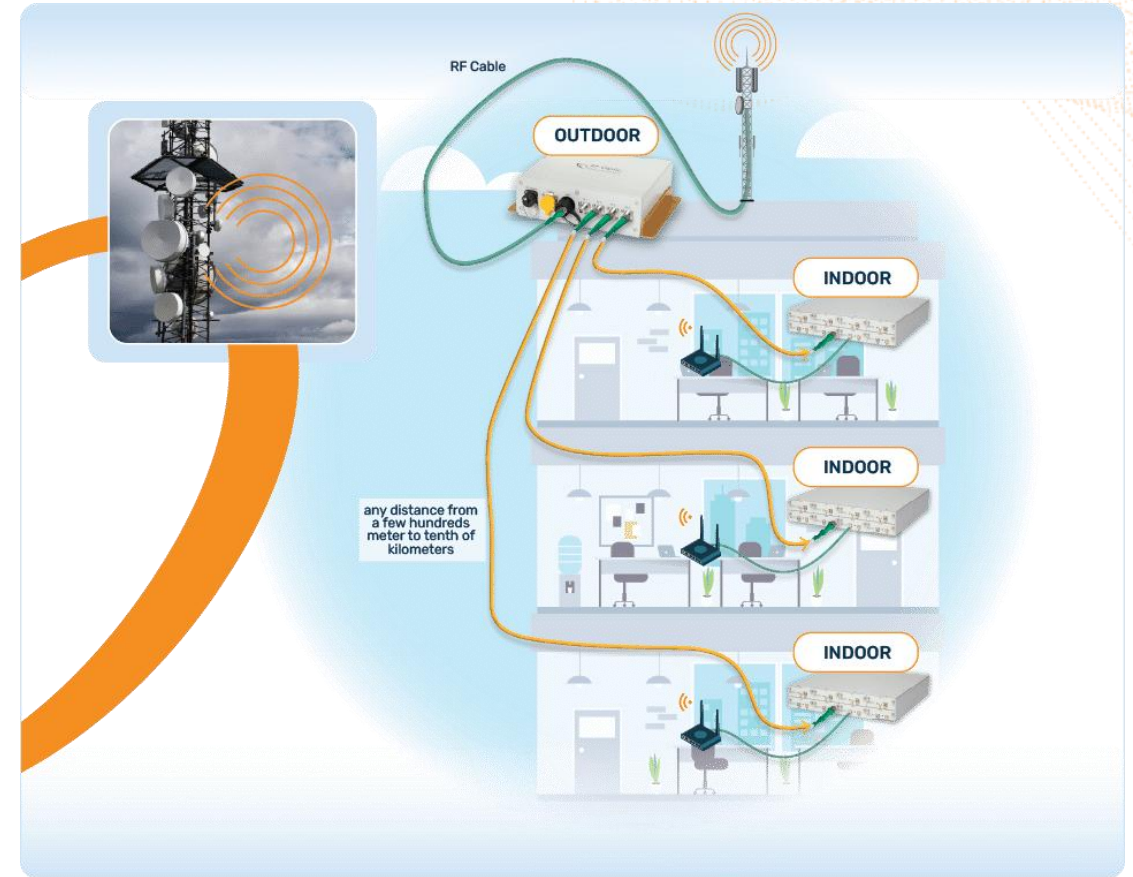 RF Cable
OUTDOOR
INDOOR
INDOOR
any distance from
a few hundreds
meter to tenth of
kilometers
INDOOR